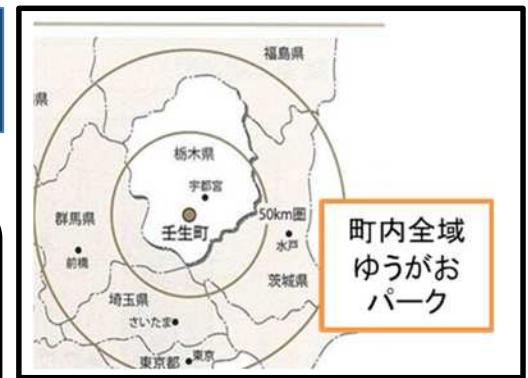 福島県
県
栃木県
宇都宮
群馬県
50km圏
壬生町
水戸
前橋
茨城県
埼玉県
さいたま
東京都
東京
町内全域
ゆうがお
パーク